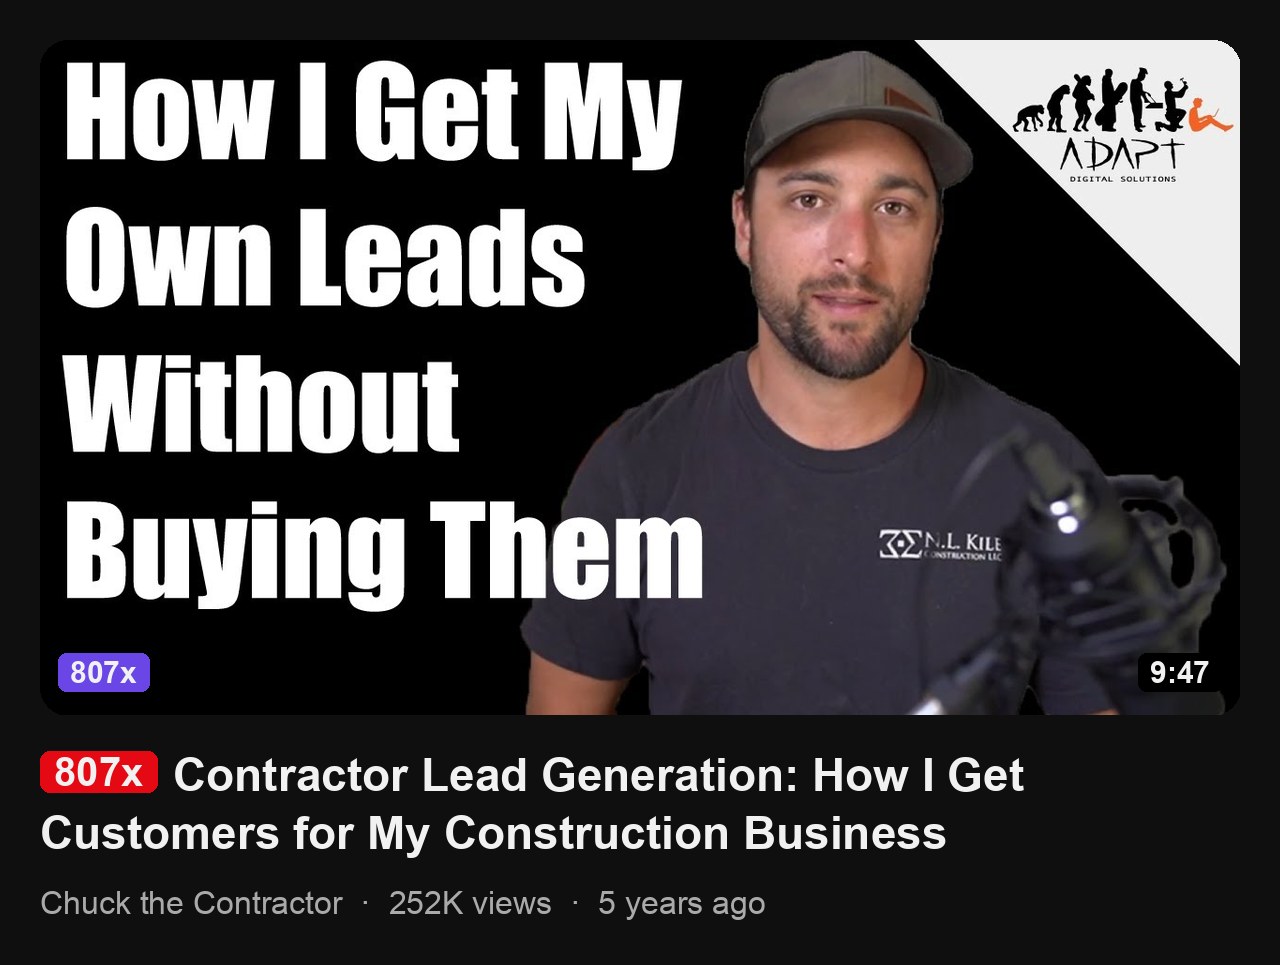 How I Get My
Own Leads
Without
Buying Them
ADAPT
DIGITAL SOLUTIONS
N.L. KILE
CONSTRUCTION LLC
807x
9:47
807x Contractor Lead Generation: How I Get
Customers for My Construction Business
Chuck the Contractor · 252K views · 5 years ago